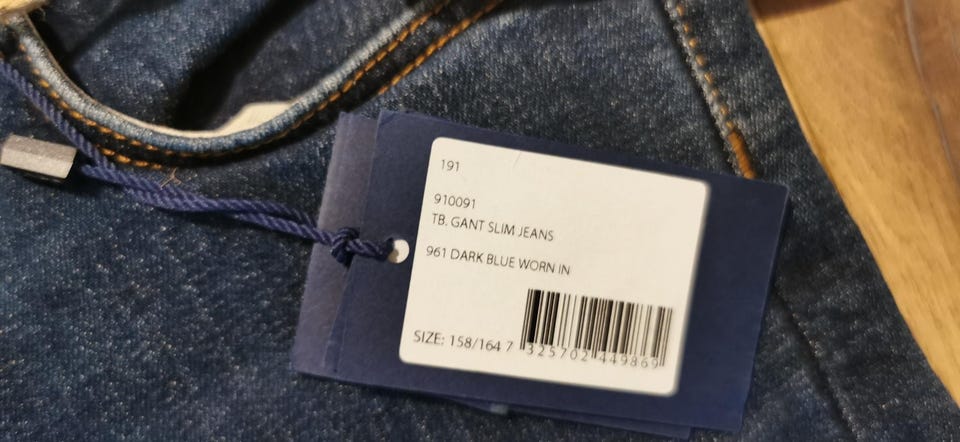 191
910091
TB. GANT SLIM JEANS
961 DARK BLUE WORN IN
SIZE: 158/164 7 325702 449869